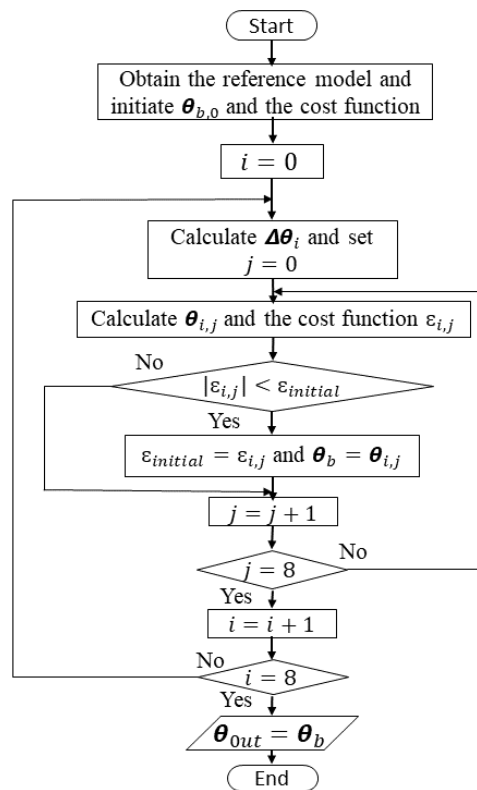 Start
Obtain the reference model and
initiate θ_{b,0} and the cost function
i = 0
Calculate Δθ_i and set
j = 0
Calculate θ_{i,j} and the cost function ε_{i,j}
No
|ε_{i,j}| < ε_{initial}
Yes
ε_{initial} = ε_{i,j} and θ_b = θ_{i,j}
j = j + 1
No
j = 8
Yes
i = i + 1
No
i = 8
Yes
θ_{0ut} = θ_b
End